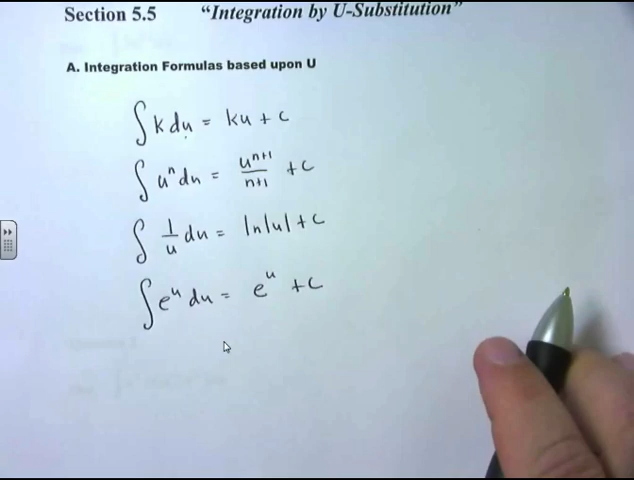 Section 5.5 "Integration by U-Substitution"
A. Integration Formulas based upon U
∫ k du = ku + c
∫ uⁿ du = uⁿ⁺¹/n+1 + c
∫ 1/u du = ln|u| + c
∫ eᵘ du = eᵘ + c